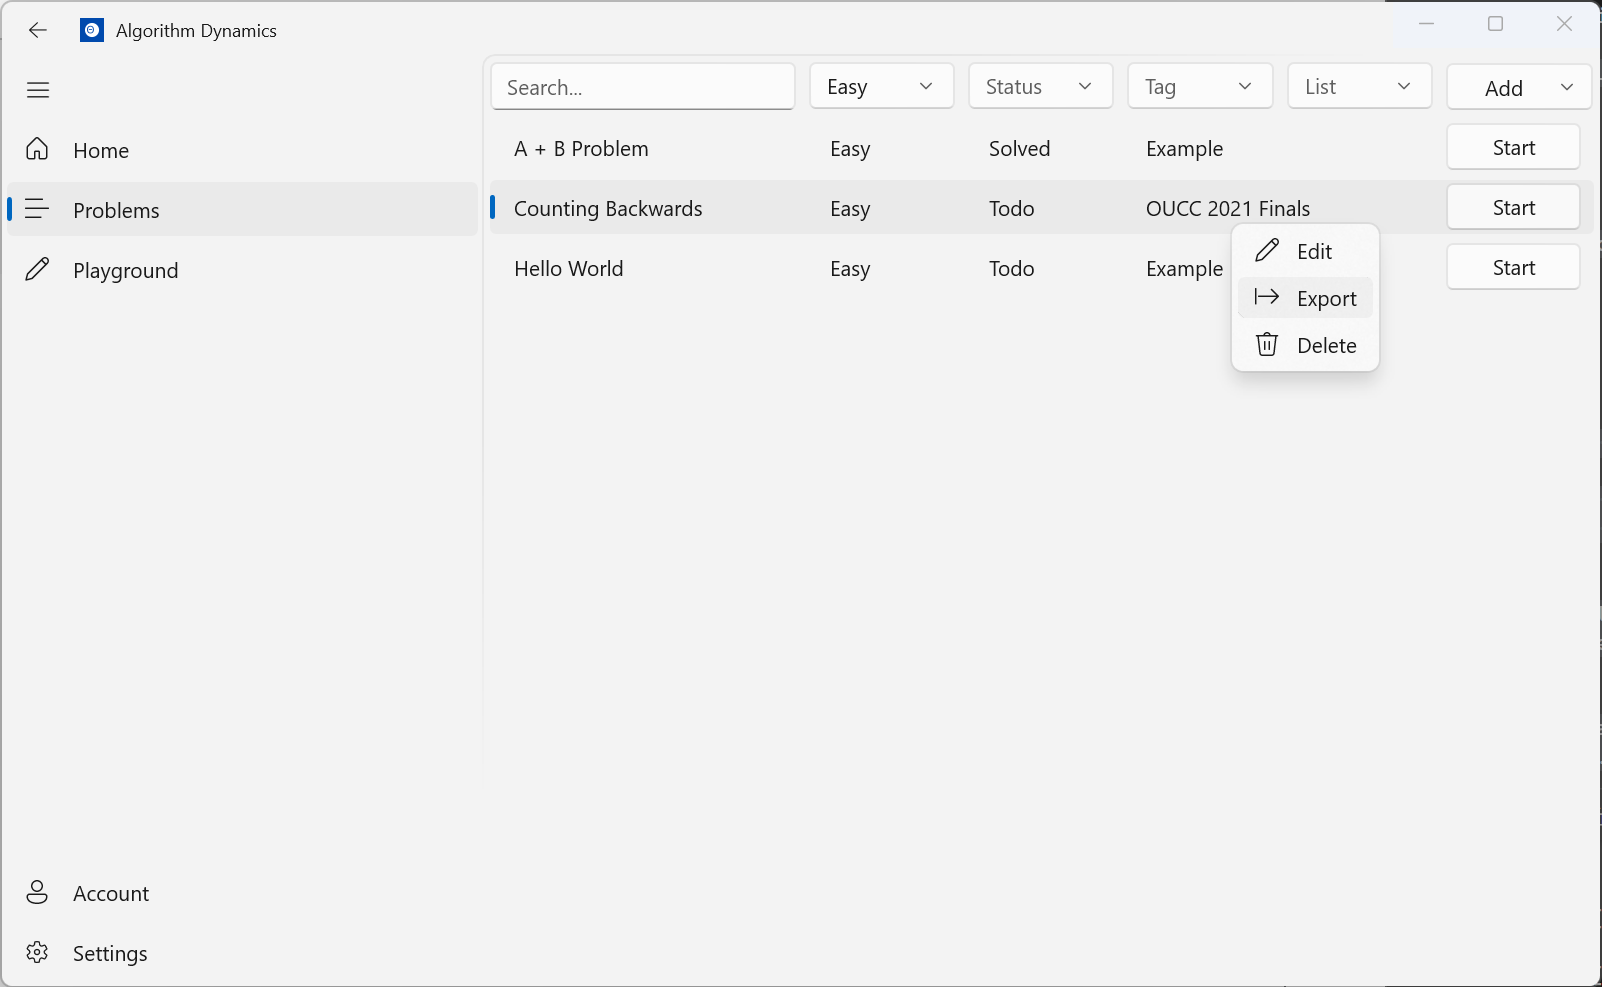 Algorithm Dynamics
Search...
Easy
Status
Tag
List
Add
Home
Problems
Playground
A + B Problem Easy Solved Example Start
Counting Backwards Easy Todo OUCC 2021 Finals Start
Hello World Easy Todo Example Start
Edit
Export
Delete
Account
Settings